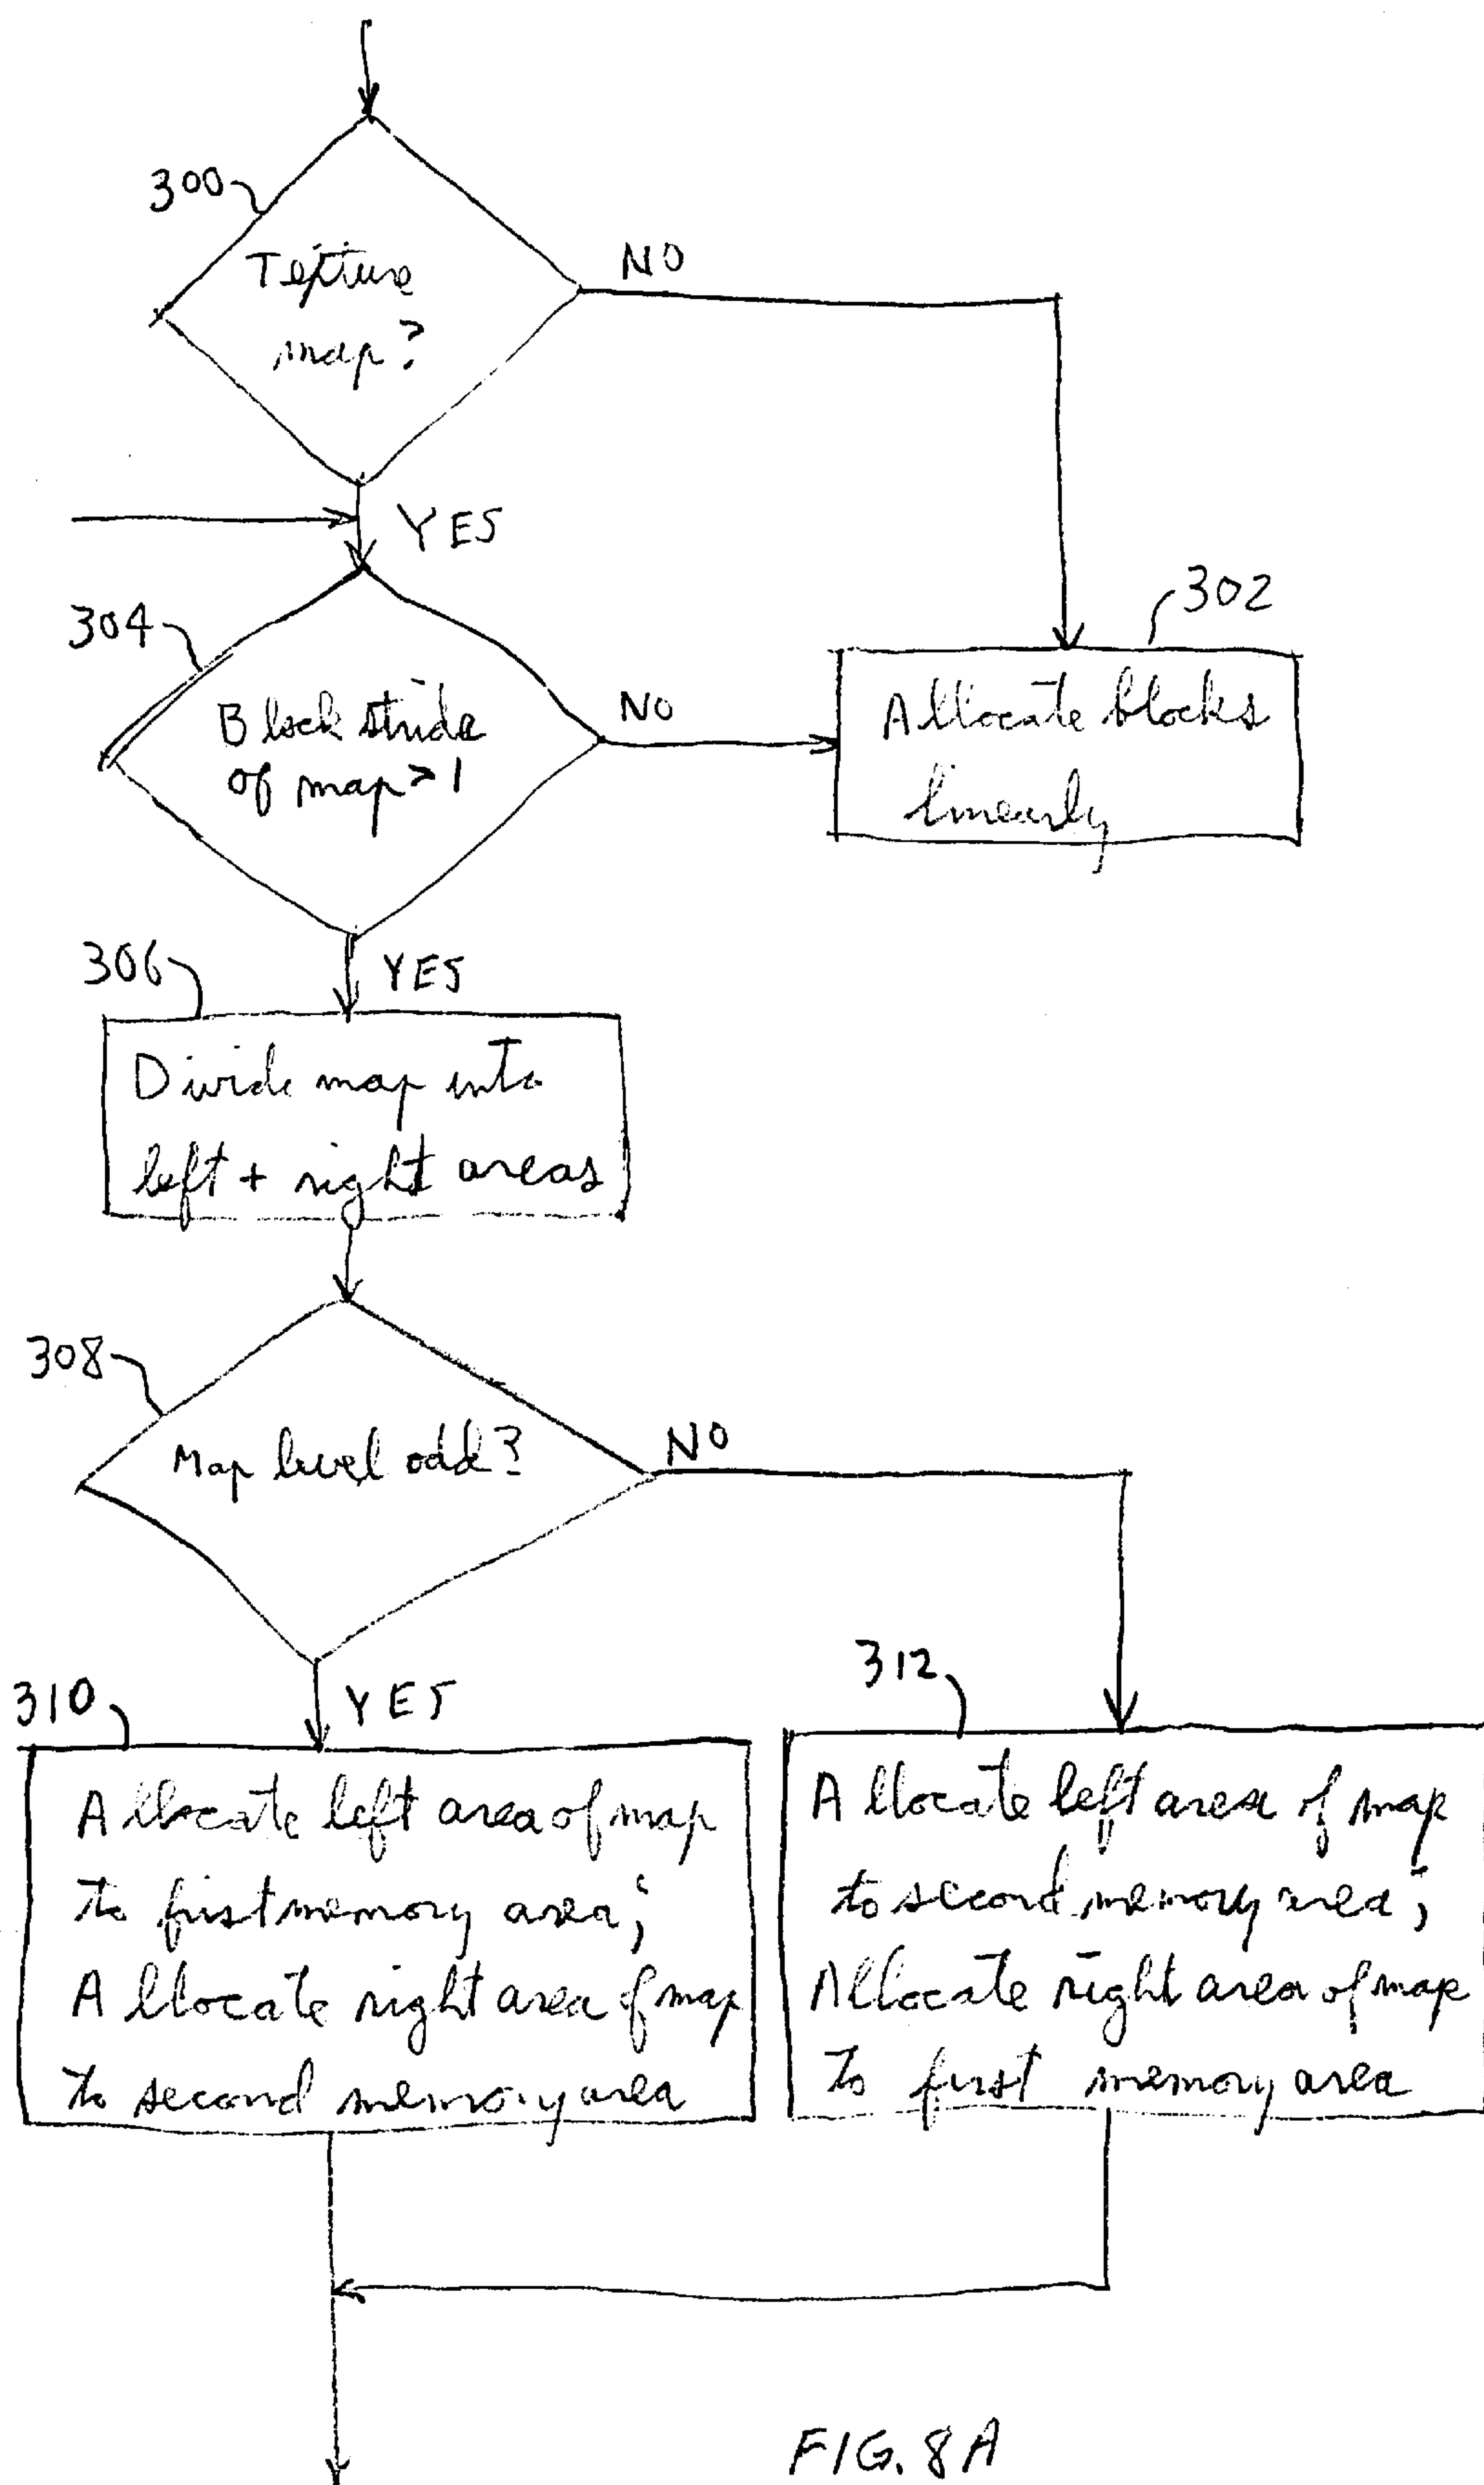 300
Texture
map?
NO
YES
304
Block stride
of map > 1
NO
302
Allocate blocks
linearly
306
YES
Divide map into
left + right areas
308
Map level odd?
NO
310
YES
312
Allocate left area of map
to first memory area;
Allocate right area of map
to second memory area
Allocate left area of map
to second memory area;
Allocate right area of map
to first memory area
FIG. 8A